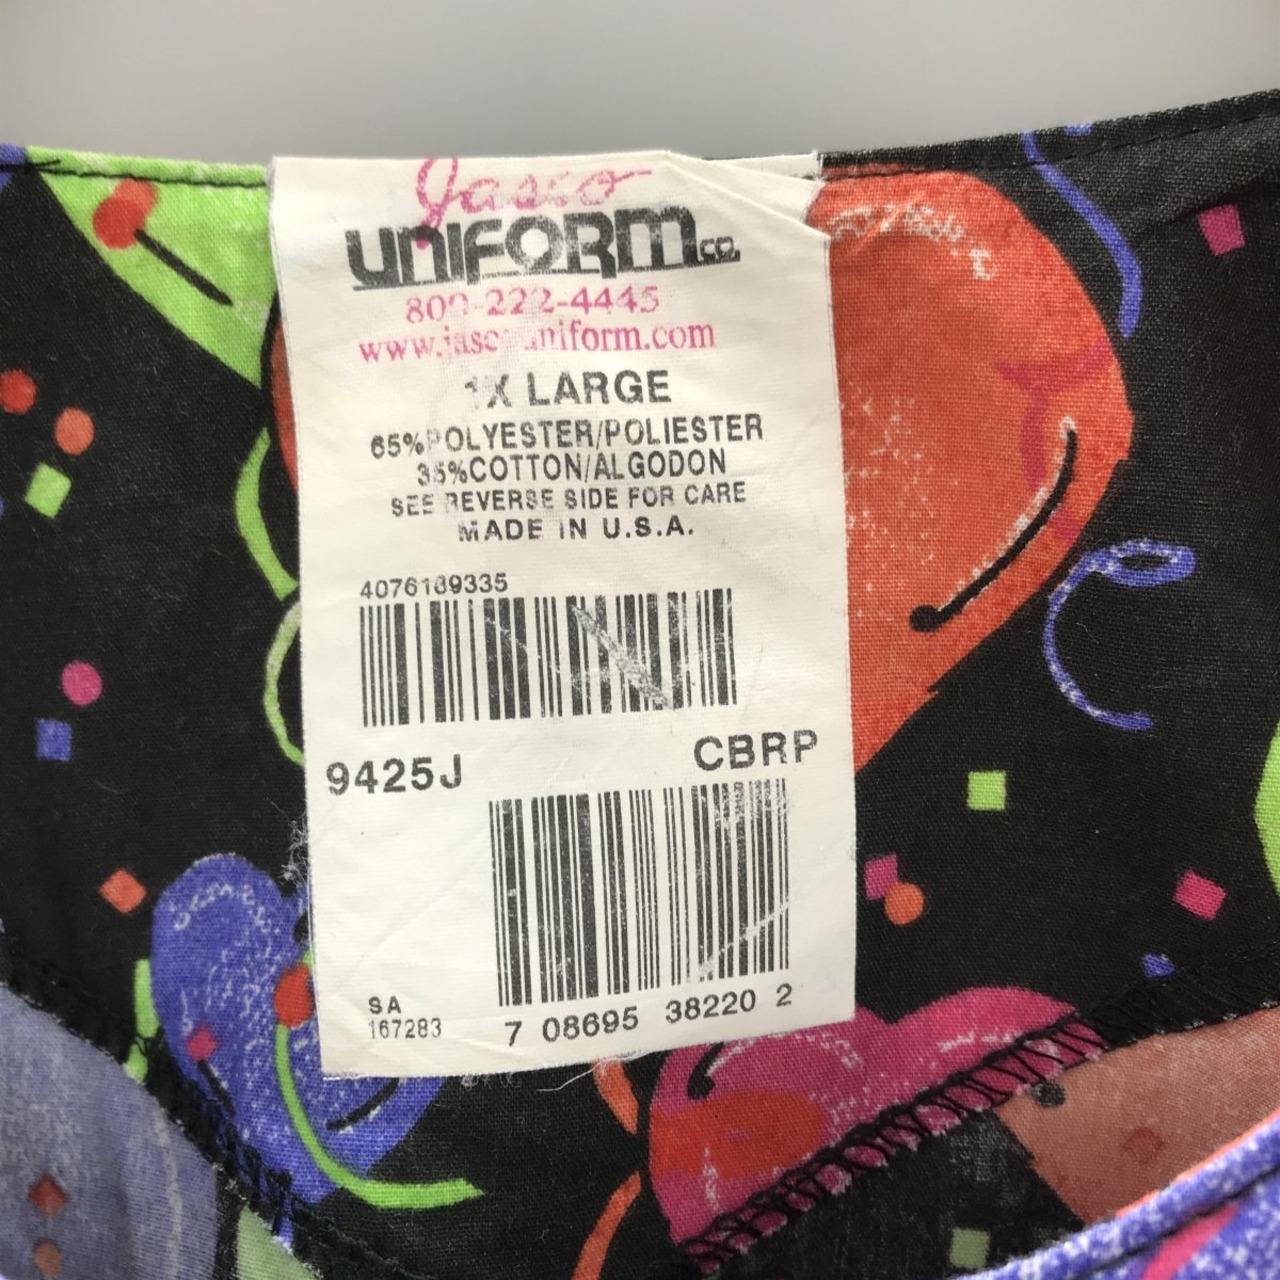 Jasco
UNIFORM co.
800-222-4445
www.jascouniform.com
1X LARGE
65%POLYESTER/POLIESTER
35%COTTON/ALGODON
SEE REVERSE SIDE FOR CARE
MADE IN U.S.A.
4076169335
9425J CBRP
SA
167283
7 08695 38220 2